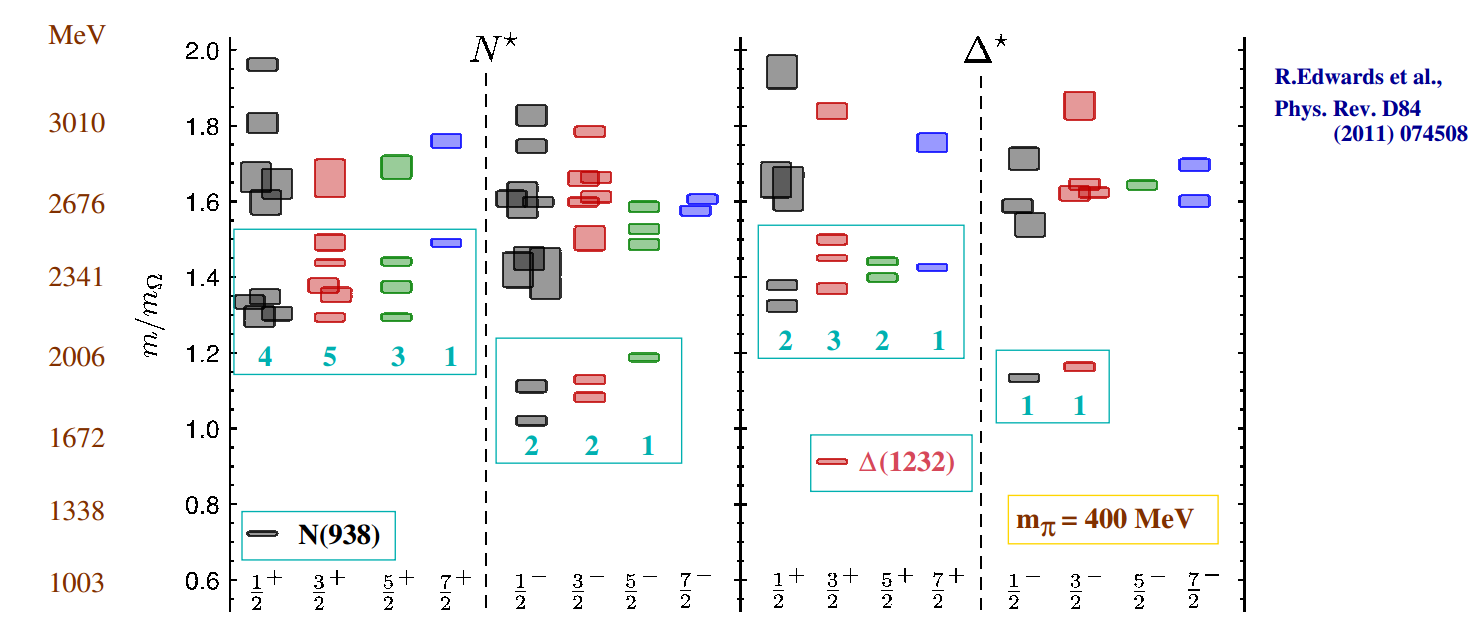 MeV
3010
2676
2341
2006
1672
1338
1003
m/m_Ω
2.0
1.8
1.6
1.4
1.2
1.0
0.8
0.6
N⋆
Δ⋆
4 5 3 1
2 2 1
2 3 2 1
1 1
N(938)
Δ(1232)
m_π = 400 MeV
1/2+ 3/2+ 5/2+ 7/2+ 1/2− 3/2− 5/2− 7/2− 1/2+ 3/2+ 5/2+ 7/2+ 1/2− 3/2− 5/2− 7/2−
R.Edwards et al.,
Phys. Rev. D84
(2011) 074508